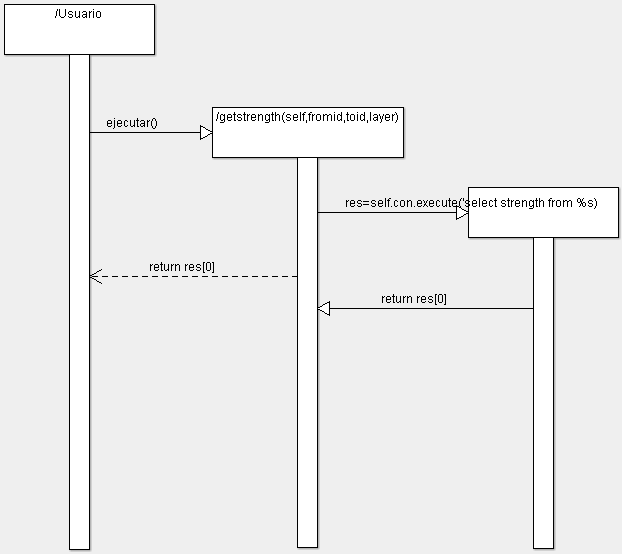 /Usuario
ejecutar()
/getstrength(self,fromid,toid,layer)
res=self.con.execute('select strength from %s)
return res[0]
return res[0]